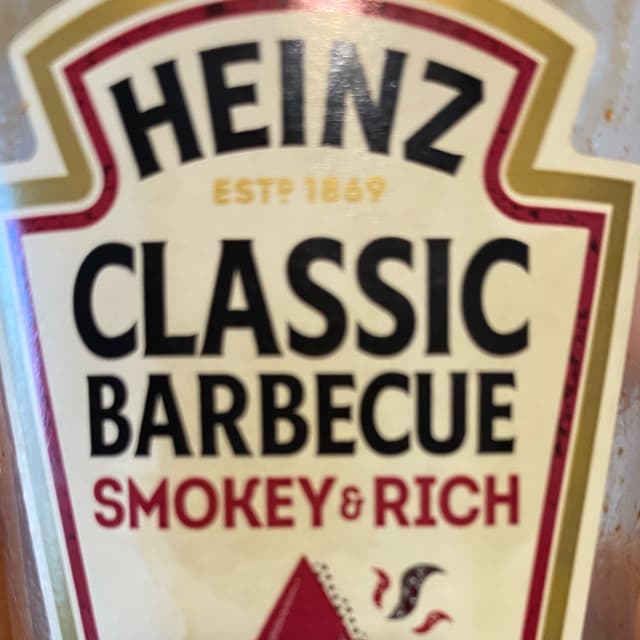 HEINZ
ESTD 1869
CLASSIC
BARBECUE
SMOKEY & RICH